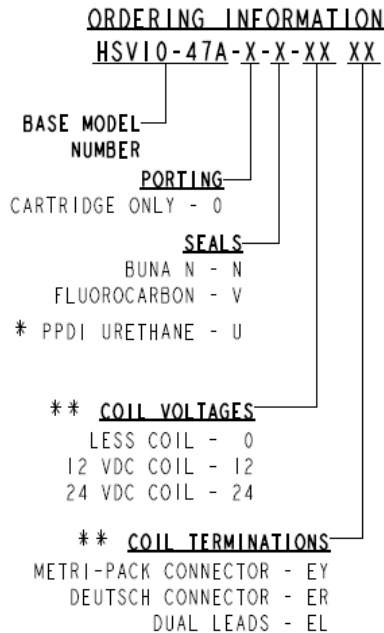 ORDERING INFORMATION
HSV10-47A-X-X-XX XX
BASE MODEL
NUMBER
PORTING
CARTRIDGE ONLY - 0
SEALS
BUNA N - N
FLUOROCARBON - V
* PPDI URETHANE - U
** COIL VOLTAGES
LESS COIL - 0
12 VDC COIL - 12
24 VDC COIL - 24
** COIL TERMINATIONS
METRI-PACK CONNECTOR - EY
DEUTSCH CONNECTOR - ER
DUAL LEADS - EL